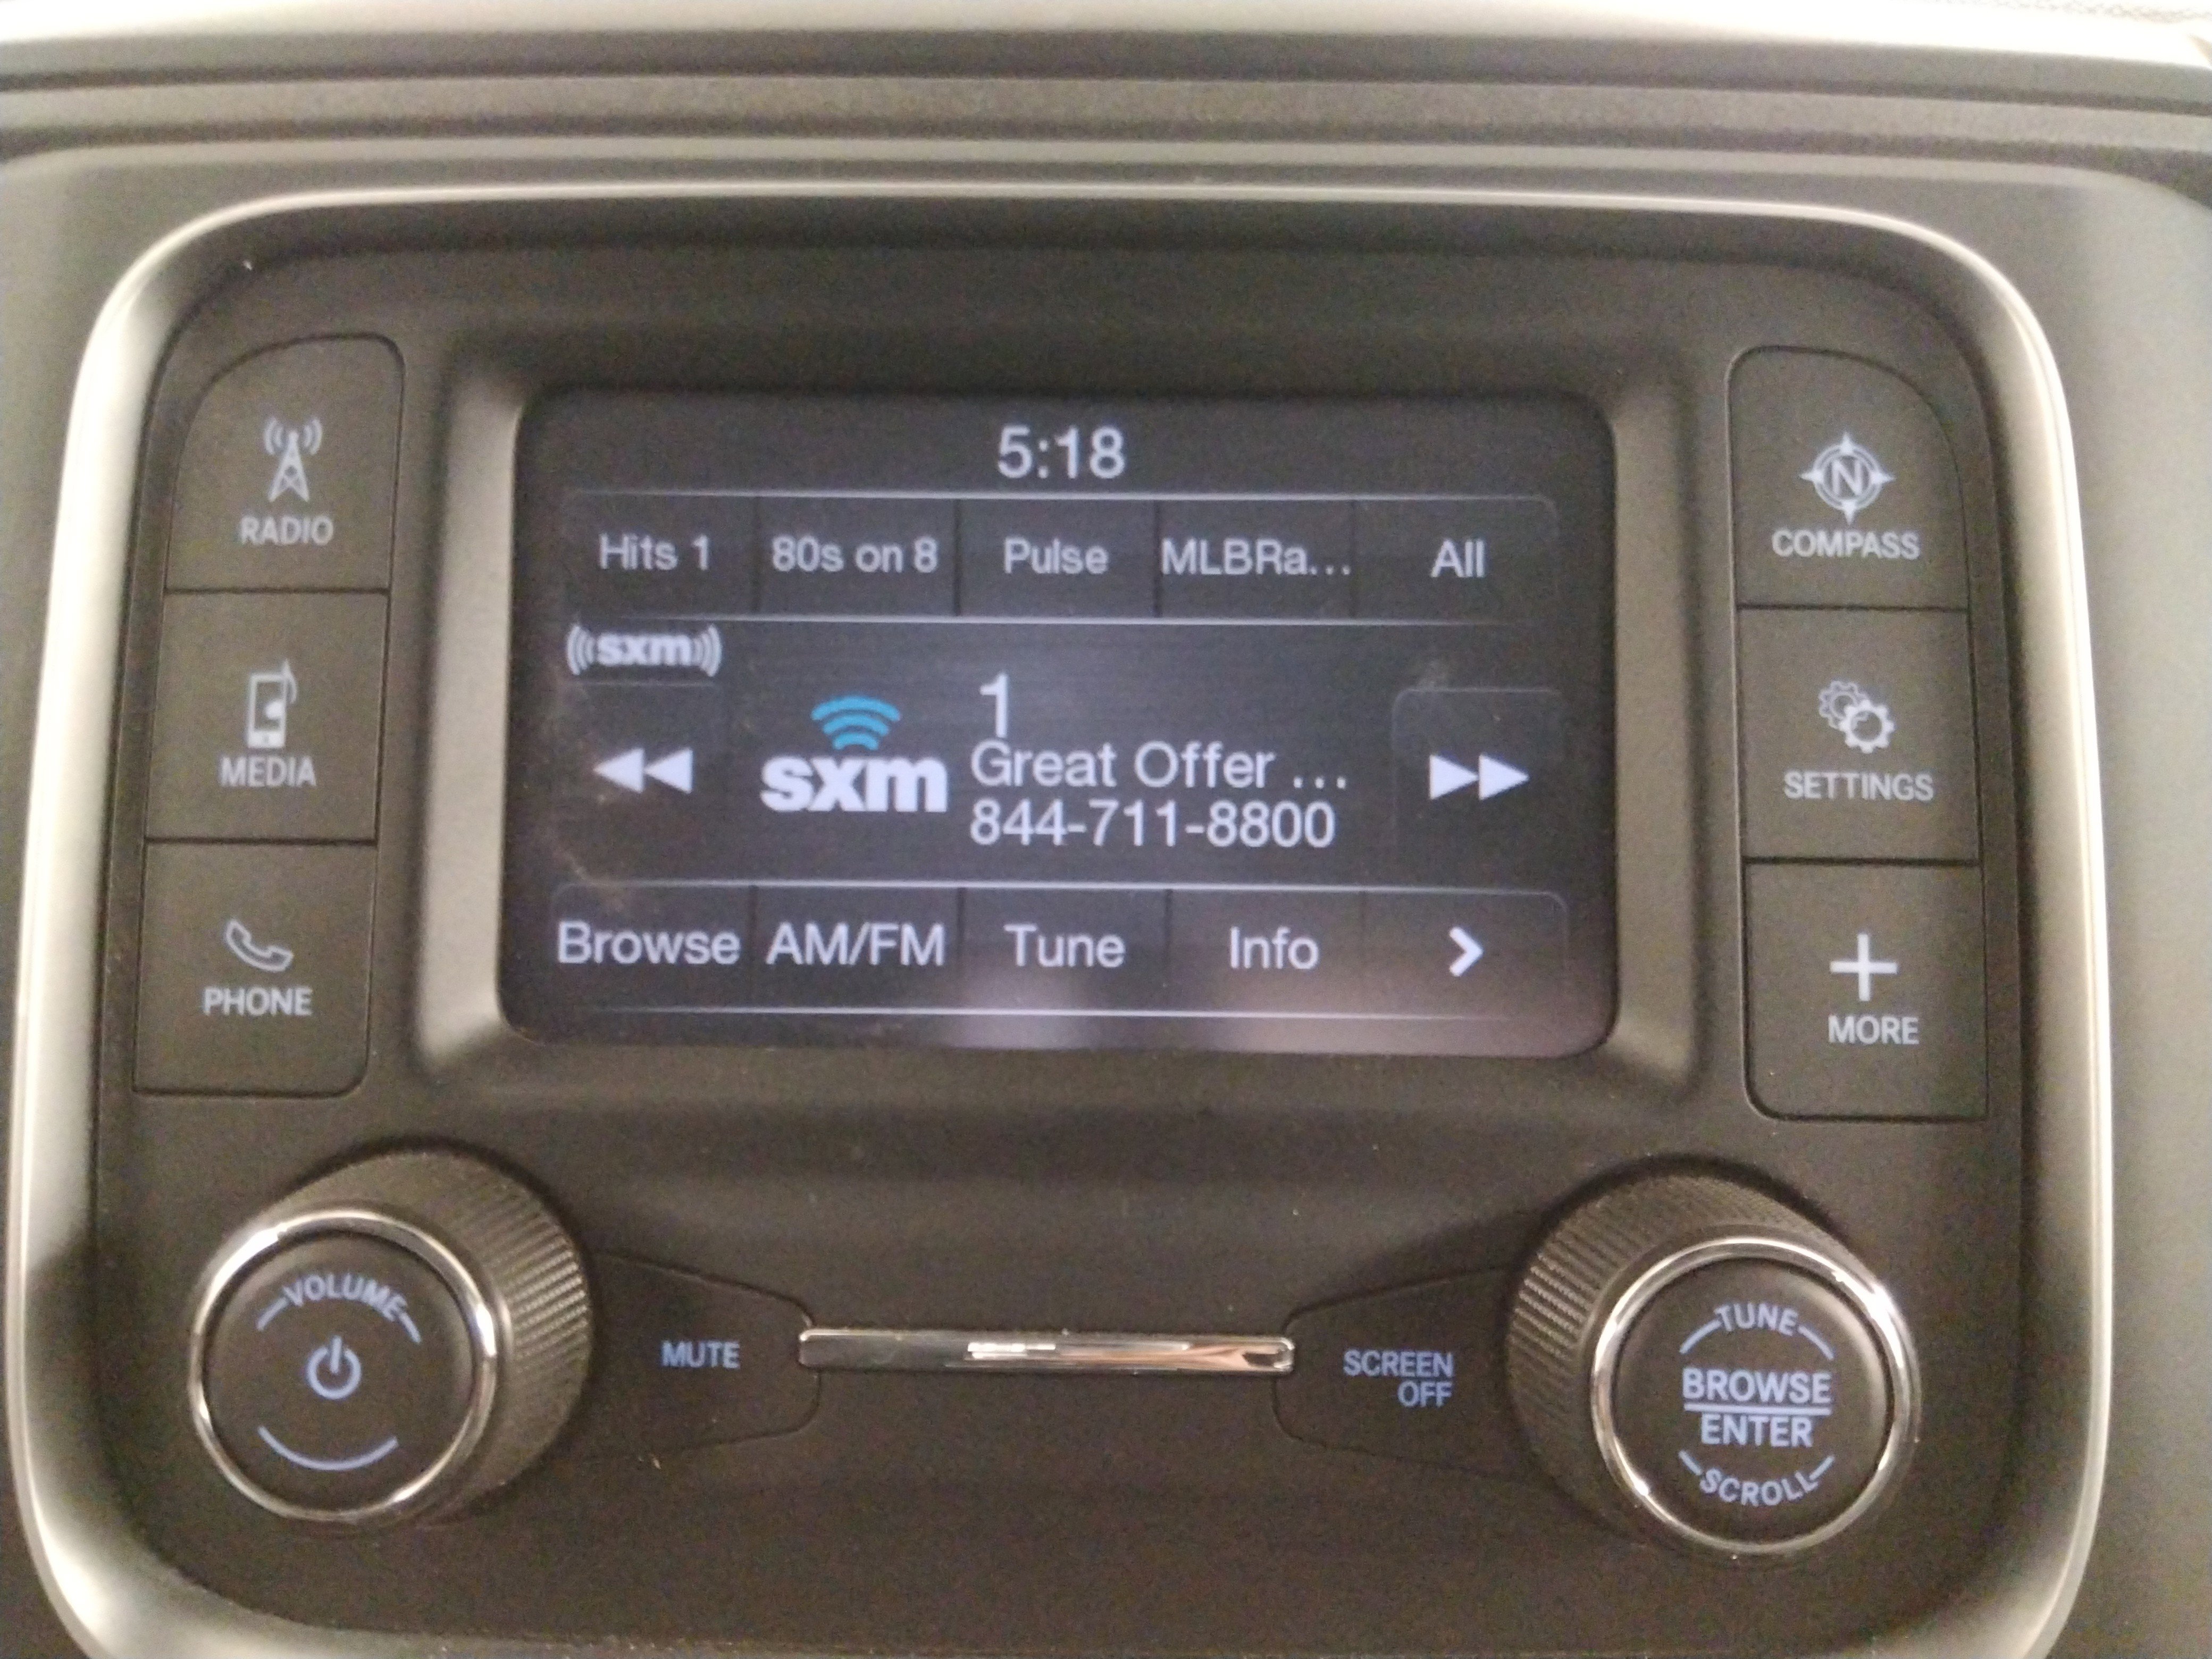 5:18
Hits 1 80s on 8 Pulse MLBRa... All
sxm
1
sxm
Great Offer ...
844-711-8800
Browse AM/FM Tune Info >
RADIO
MEDIA
PHONE
N
COMPASS
SETTINGS
MORE
VOLUME
MUTE
SCREEN
OFF
TUNE
BROWSE
ENTER
SCROLL